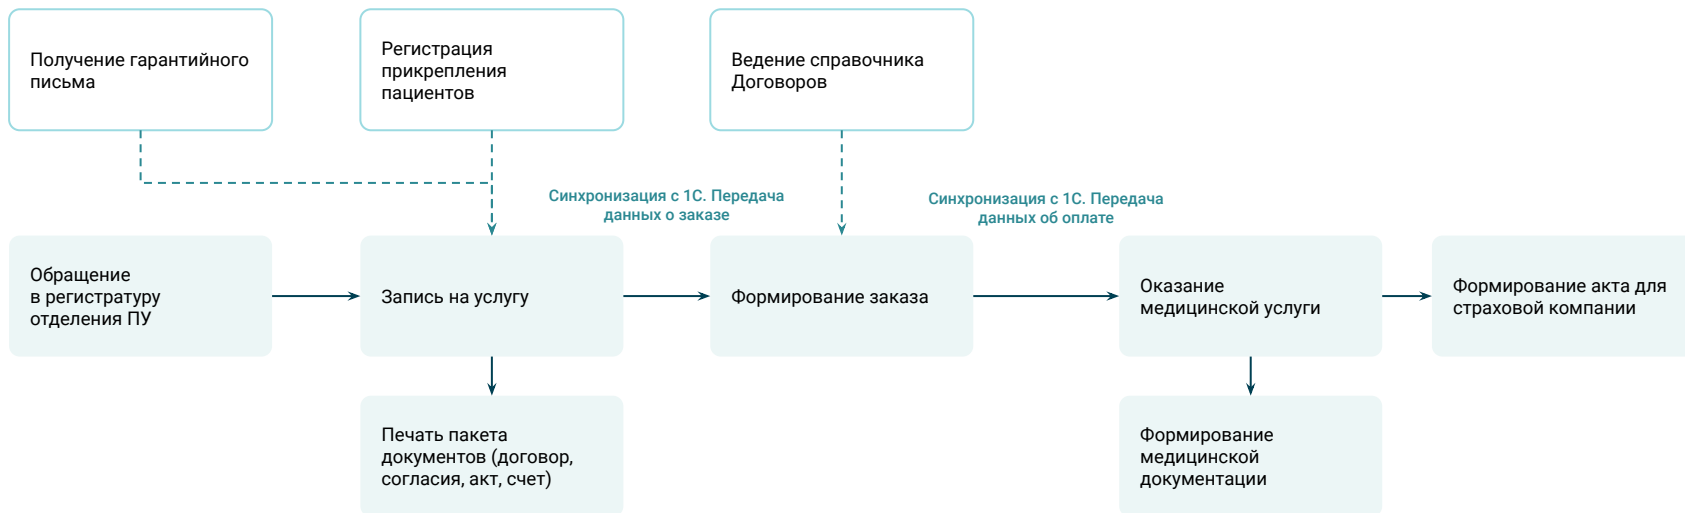 Получение гарантийного
письма
Регистрация
прикрепления
пациентов
Ведение справочника
Договоров
Синхронизация с 1С. Передача
данных о заказе
Синхронизация с 1С. Передача
данных об оплате
Обращение
в регистратуру
отделения ПУ
Запись на услугу
Формирование заказа
Оказание
медицинской услуги
Формирование акта для
страховой компании
Печать пакета
документов (договор,
согласия, акт, счет)
Формирование
медицинской
документации